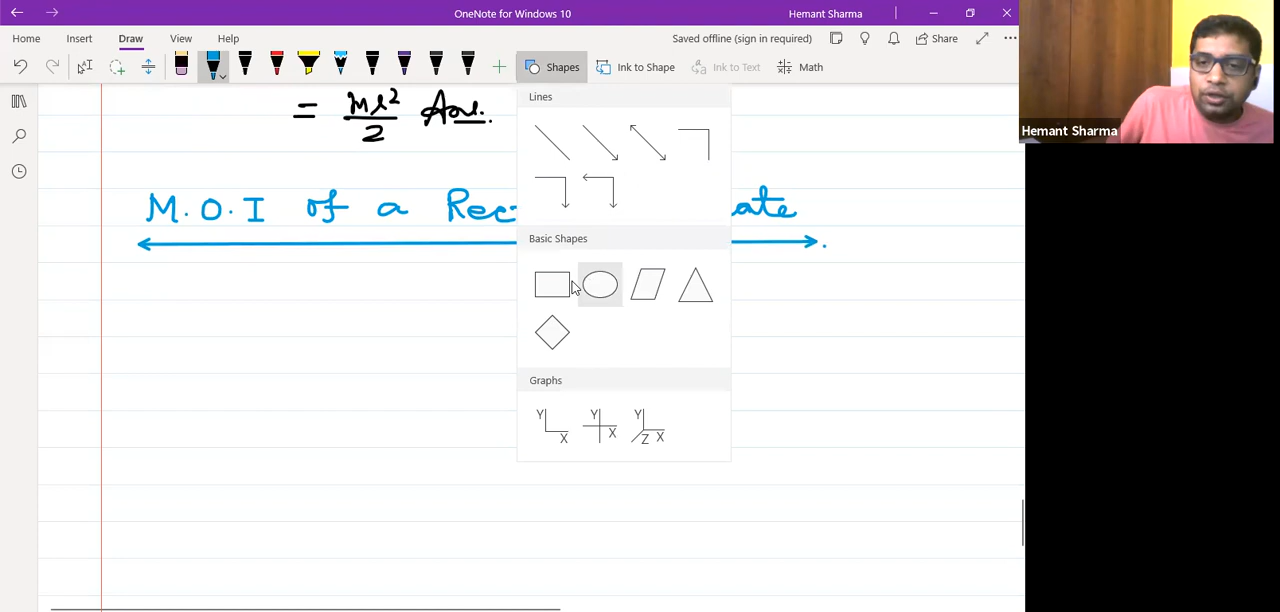 OneNote for Windows 10
Hemant Sharma
Home Insert Draw View Help
Saved offline (sign in required)
Share
Shapes
Ink to Shape
Ink to Text
Math
Lines
= Ml²/2 Ans.
M.O.I of a Rec ate
Basic Shapes
Graphs
Y X
Y X
Y Z X
Hemant Sharma